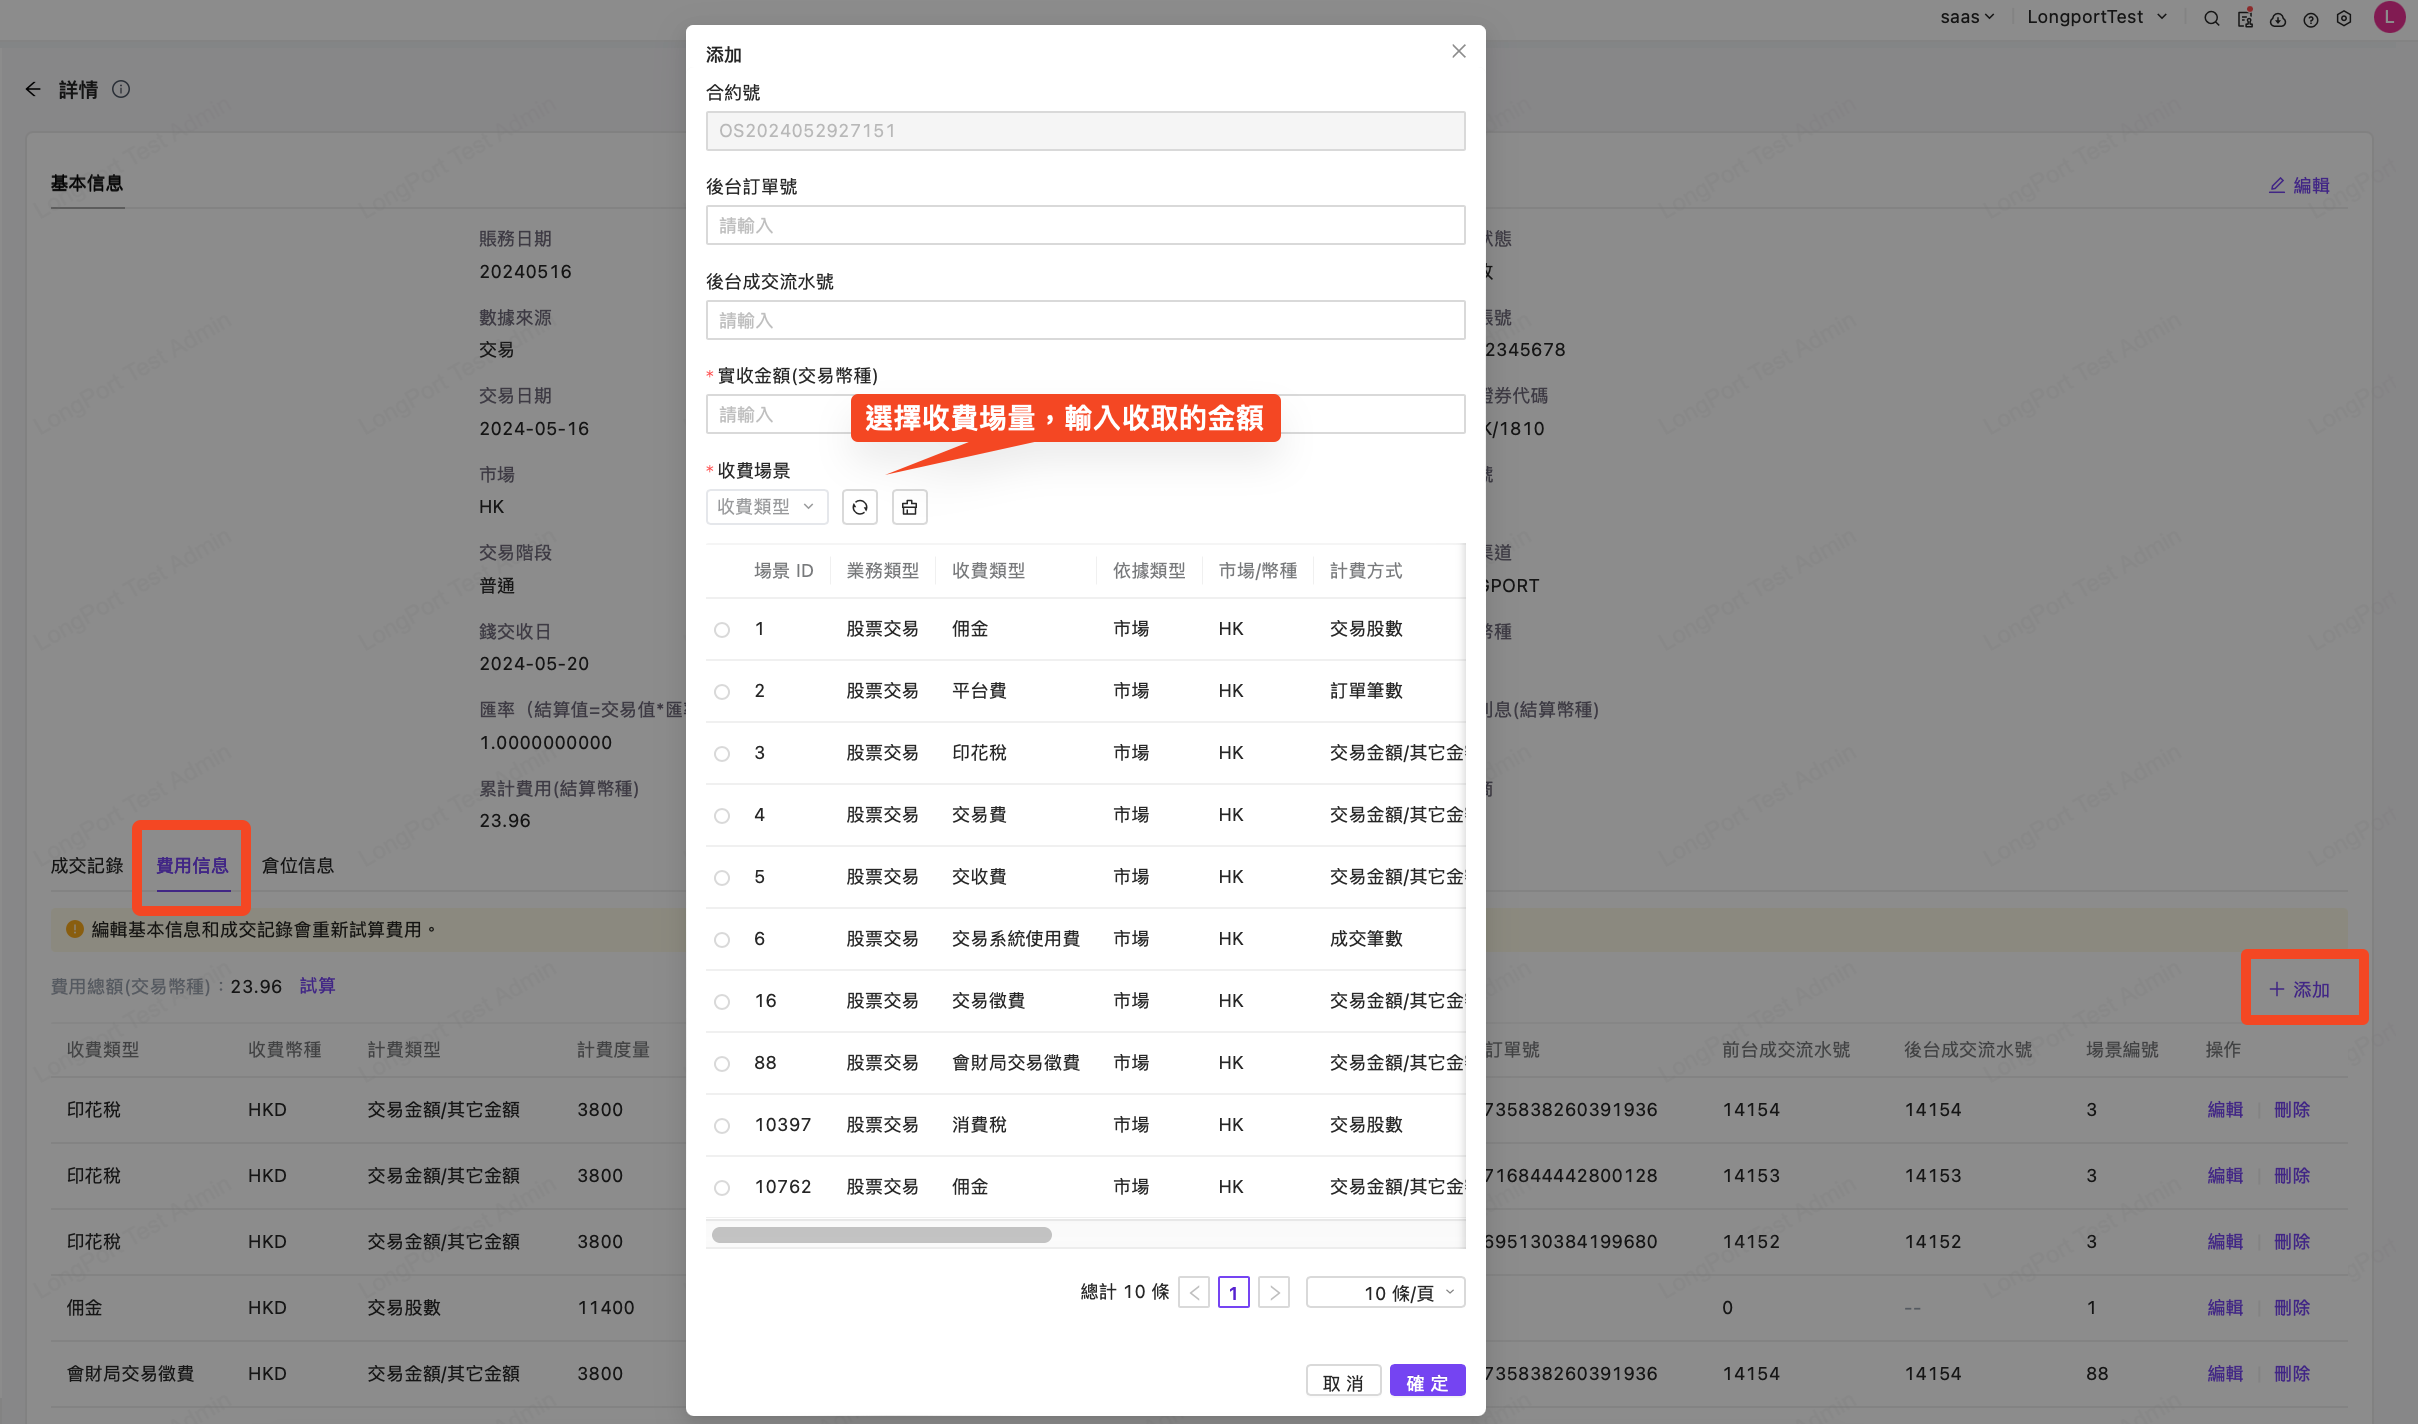 saas
LongportTest
L
詳情
添加
合約號
OS2024052927151
後台訂單號
請輸入
後台成交流水號
請輸入
*實收金額(交易幣種)
請輸入
選擇收費場量，輸入收取的金額
*收費場景
收費類型
場景 ID 業務類型 收費類型 依據類型 市場/幣種 計費方式
1 股票交易 佣金 市場 HK 交易股數
2 股票交易 平台費 市場 HK 訂單筆數
3 股票交易 印花稅 市場 HK 交易金額/其它金
4 股票交易 交易費 市場 HK 交易金額/其它金
5 股票交易 交收費 市場 HK 交易金額/其它金
6 股票交易 交易系統使用費 市場 HK 成交筆數
16 股票交易 交易徵費 市場 HK 交易金額/其它金
88 股票交易 會財局交易徵費 市場 HK 交易金額/其它金
10397 股票交易 消費稅 市場 HK 交易股數
10762 股票交易 佣金 市場 HK 交易金額/其它金
總計 10 條 1 10 條/頁
取 消 確 定
基本信息
編輯
賬務日期
20240516
數據來源
交易
交易日期
2024-05-16
市場
HK
交易階段
普通
錢交收日
2024-05-20
匯率（結算值=交易值*匯
1.0000000000
累計費用(結算幣種)
23.96
狀態
號
2345678
證券代碼
/1810
號
渠道
GPORT
幣種
息(結算幣種)
成交記錄 費用信息 倉位信息
編輯基本信息和成交記錄會重新試算費用。
費用總額(交易幣種)：23.96 試算
添加
收費類型 收費幣種 計費類型 計費度量 訂單號 前台成交流水號 後台成交流水號 場景編號 操作
印花稅 HKD 交易金額/其它金額 3800 735838260391936 14154 14154 3 編輯 刪除
印花稅 HKD 交易金額/其它金額 3800 716844442800128 14153 14153 3 編輯 刪除
印花稅 HKD 交易金額/其它金額 3800 695130384199680 14152 14152 3 編輯 刪除
佣金 HKD 交易股數 11400 0 -- 1 編輯 刪除
會財局交易徵費 HKD 交易金額/其它金額 3800 735838260391936 14154 14154 88 編輯 刪除
LongPort Test Admin